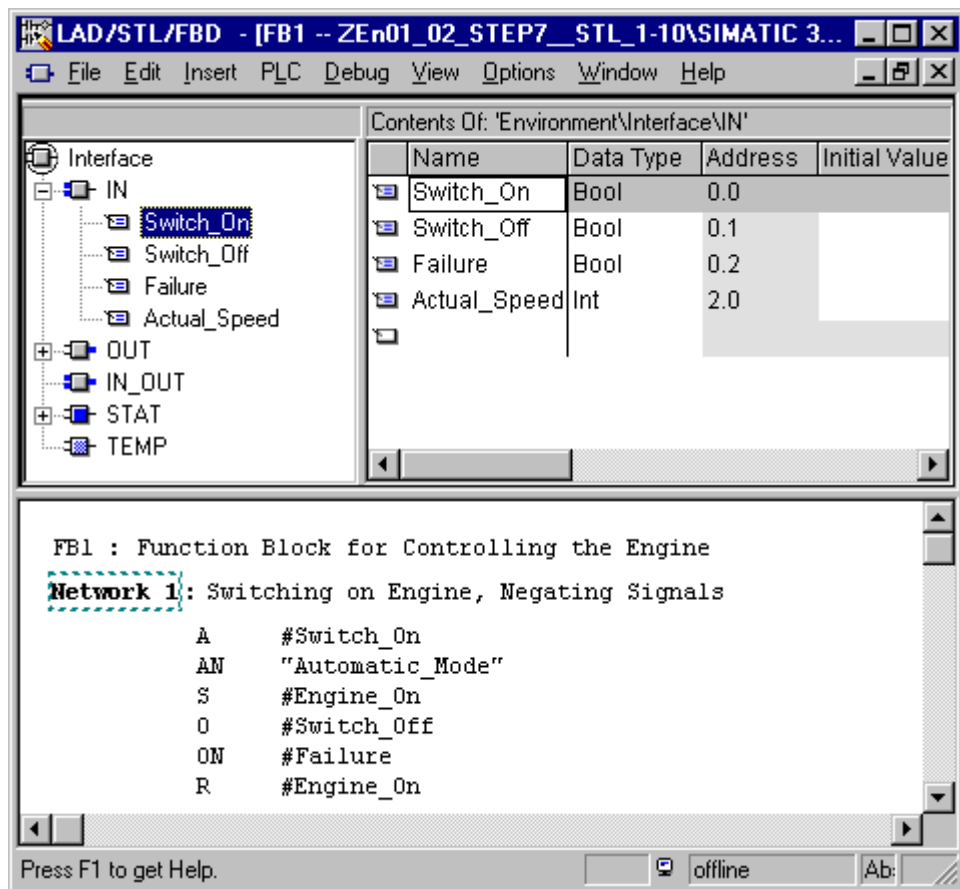 LAD/STL/FBD - [FB1 -- ZEn01_02_STEP7__STL_1-10\SIMATIC 3...
File Edit Insert PLC Debug View Options Window Help
Contents Of: 'Environment\Interface\IN'
Interface
IN
Switch_On
Switch_Off
Failure
Actual_Speed
OUT
IN_OUT
STAT
TEMP
Name Data Type Address Initial Value
Switch_On Bool 0.0
Switch_Off Bool 0.1
Failure Bool 0.2
Actual_Speed Int 2.0
FB1 : Function Block for Controlling the Engine
Network 1 : Switching on Engine, Negating Signals
A #Switch_On
AN "Automatic_Mode"
S #Engine_On
O #Switch_Off
ON #Failure
R #Engine_On
Press F1 to get Help. offline Ab: